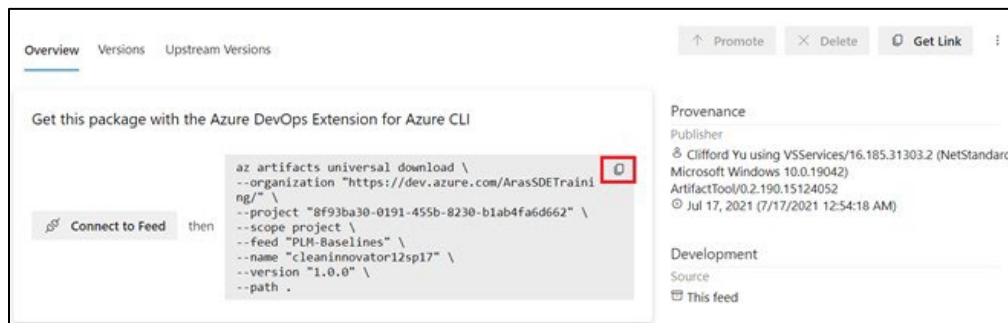 Overview Versions Upstream Versions
Promote Delete Get Link
Get this package with the Azure DevOps Extension for Azure CLI
Connect to Feed then
az artifacts universal download \
--organization "https://dev.azure.com/ArasSDETraini
ng/" \
--project "8f93ba30-0191-455b-8230-b1ab4fa6d662" \
--scope project \
--feed "PLM-Baselines" \
--name "cleaninnovator12sp17" \
--version "1.0.0" \
--path .
Provenance
Publisher
Clifford Yu using VSServices/16.185.31303.2 (NetStandard
Microsoft Windows 10.0.19042)
ArtifactTool/0.2.190.15124052
Jul 17, 2021 (7/17/2021 12:54:18 AM)
Development
Source
This feed